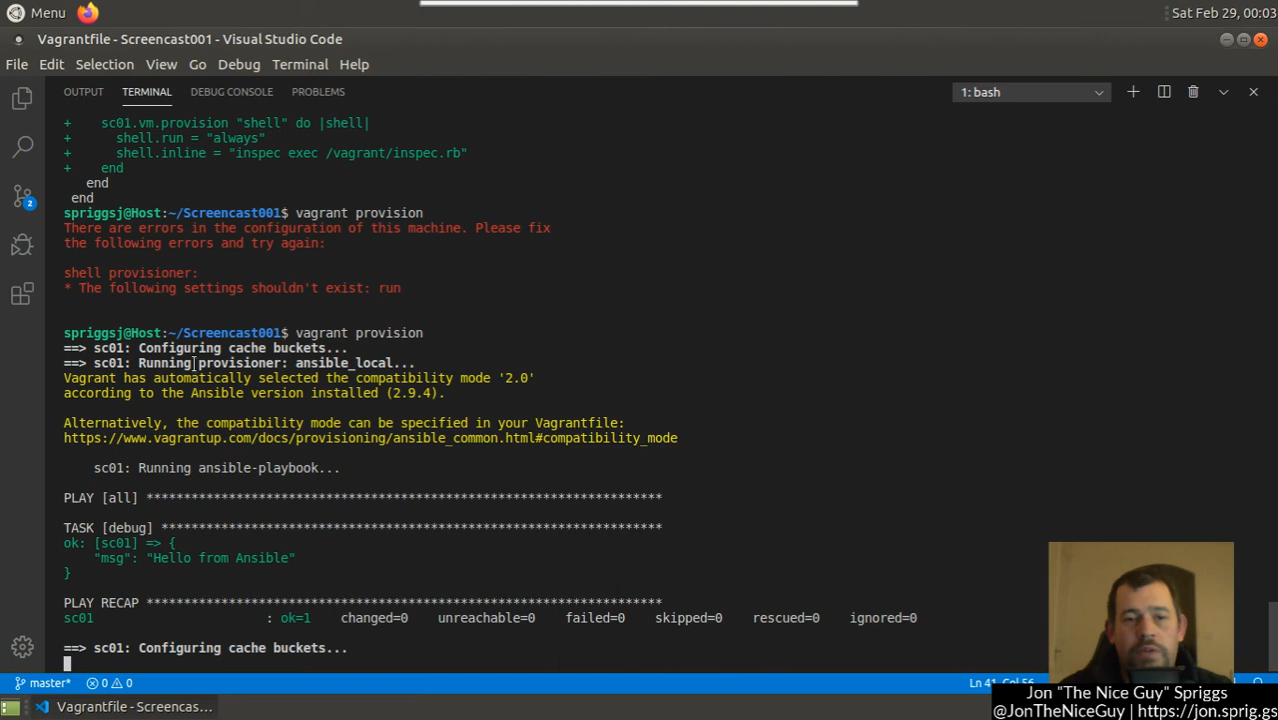 Menu
Sat Feb 29, 00:03
Vagrantfile - Screencast001 - Visual Studio Code
File Edit Selection View Go Debug Terminal Help
OUTPUT TERMINAL DEBUG CONSOLE PROBLEMS 1: bash
+    sc01.vm.provision "shell" do |shell|
+      shell.run = "always"
+      shell.inline = "inspec exec /vagrant/inspec.rb"
+    end
end
end
spriggsj@Host:~/Screencast001$ vagrant provision
There are errors in the configuration of this machine. Please fix
the following errors and try again:
shell provisioner:
* The following settings shouldn't exist: run
spriggsj@Host:~/Screencast001$ vagrant provision
==> sc01: Configuring cache buckets...
==> sc01: Running provisioner: ansible_local...
Vagrant has automatically selected the compatibility mode '2.0'
according to the Ansible version installed (2.9.4).
Alternatively, the compatibility mode can be specified in your Vagrantfile:
https://www.vagrantup.com/docs/provisioning/ansible_common.html#compatibility_mode
sc01: Running ansible-playbook...
PLAY [all] *********************************************************************
TASK [debug] *******************************************************************
ok: [sc01] => {
"msg": "Hello from Ansible"
}
PLAY RECAP *********************************************************************
sc01 : ok=1 changed=0 unreachable=0 failed=0 skipped=0 rescued=0 ignored=0
==> sc01: Configuring cache buckets...
2
master* 0 0 Ln 41, Col 56
Vagrantfile - Screencas...
Jon "The Nice Guy" Spriggs
@JonTheNiceGuy | https://jon.sprig.gs